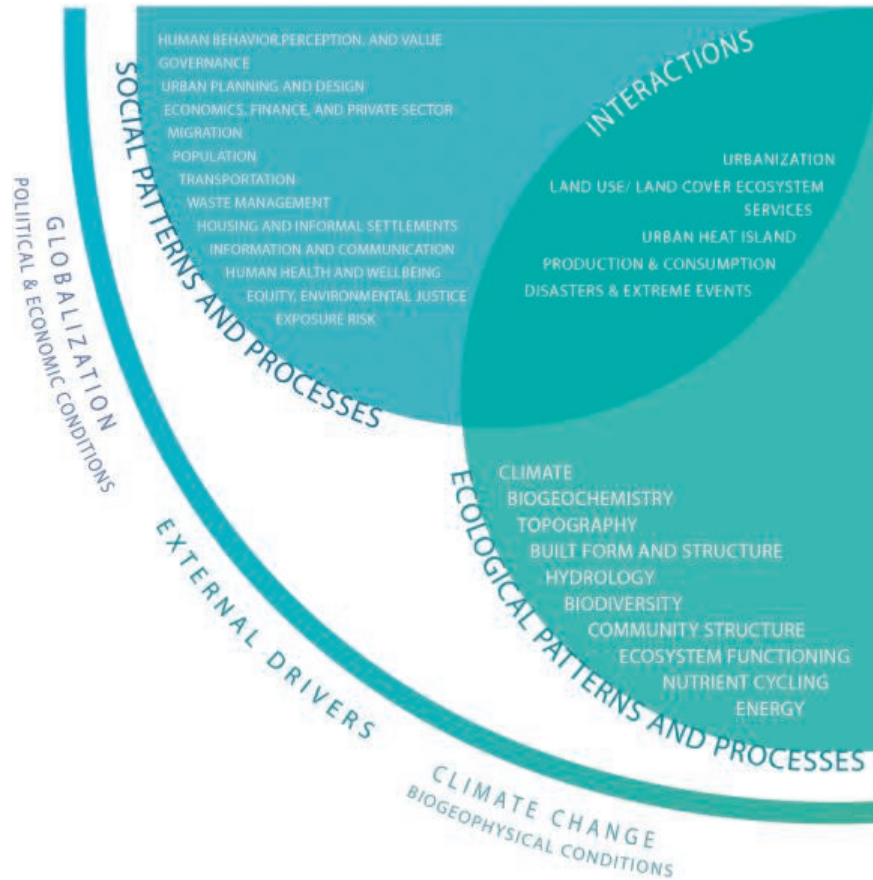 HUMAN BEHAVIOR,PERCEPTION, AND VALUE
GOVERNANCE
URBAN PLANNING AND DESIGN
ECONOMICS, FINANCE, AND PRIVATE SECTOR
MIGRATION
POPULATION
TRANSPORTATION
WASTE MANAGEMENT
HOUSING AND INFORMAL SETTLEMENTS
INFORMATION AND COMMUNICATION
HUMAN HEALTH AND WELLBEING
EQUITY, ENVIRONMENTAL JUSTICE
EXPOSURE RISK
SOCIAL PATTERNS AND PROCESSES
INTERACTIONS
URBANIZATION
LAND USE/ LAND COVER ECOSYSTEM
SERVICES
URBAN HEAT ISLAND
PRODUCTION & CONSUMPTION
DISASTERS & EXTREME EVENTS
CLIMATE
BIOGEOCHEMISTRY
TOPOGRAPHY
BUILT FORM AND STRUCTURE
HYDROLOGY
BIODIVERSITY
COMMUNITY STRUCTURE
ECOSYSTEM FUNCTIONING
NUTRIENT CYCLING
ENERGY
ECOLOGICAL PATTERNS AND PROCESSES
GLOBALIZATION
POLIITICAL & ECONOMIC CONDITIONS
EXTERNAL DRIVERS
CLIMATE CHANGE
BIOGEOPHYSICAL CONDITIONS